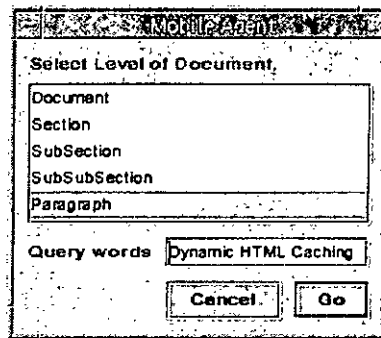 Mobile Agent
Select Level of Document.
Document
Section
SubSection
SubSubSection
Paragraph
Query words Dynamic HTML Caching
Cancel Go